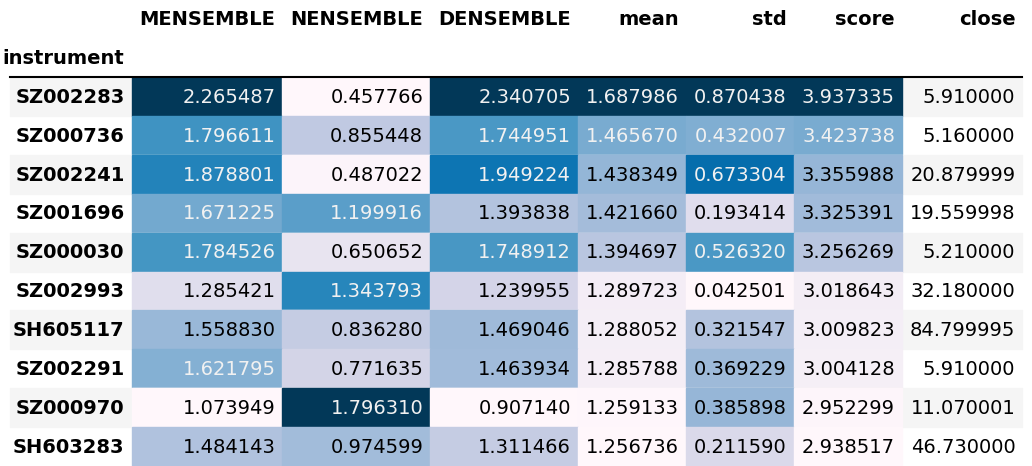 MENSEMBLE NENSEMBLE DENSEMBLE mean std score close
instrument
SZ002283 2.265487 0.457766 2.340705 1.687986 0.870438 3.937335 5.910000
SZ000736 1.796611 0.855448 1.744951 1.465670 0.432007 3.423738 5.160000
SZ002241 1.878801 0.487022 1.949224 1.438349 0.673304 3.355988 20.879999
SZ001696 1.671225 1.199916 1.393838 1.421660 0.193414 3.325391 19.559998
SZ000030 1.784526 0.650652 1.748912 1.394697 0.526320 3.256269 5.210000
SZ002993 1.285421 1.343793 1.239955 1.289723 0.042501 3.018643 32.180000
SH605117 1.558830 0.836280 1.469046 1.288052 0.321547 3.009823 84.799995
SZ002291 1.621795 0.771635 1.463934 1.285788 0.369229 3.004128 5.910000
SZ000970 1.073949 1.796310 0.907140 1.259133 0.385898 2.952299 11.070001
SH603283 1.484143 0.974599 1.311466 1.256736 0.211590 2.938517 46.730000